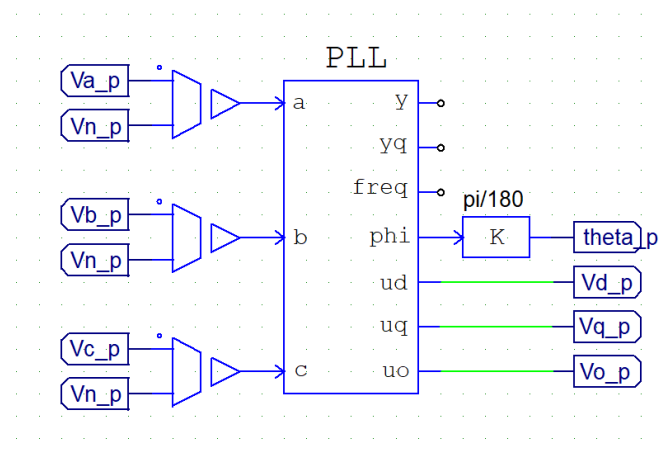 PLL
Va_p
Vn_p
a
y
yq
freq
pi/180
Vb_p
Vn_p
b
phi
K
theta_p
ud
Vd_p
uq
Vq_p
Vc_p
Vn_p
c
uo
Vo_p